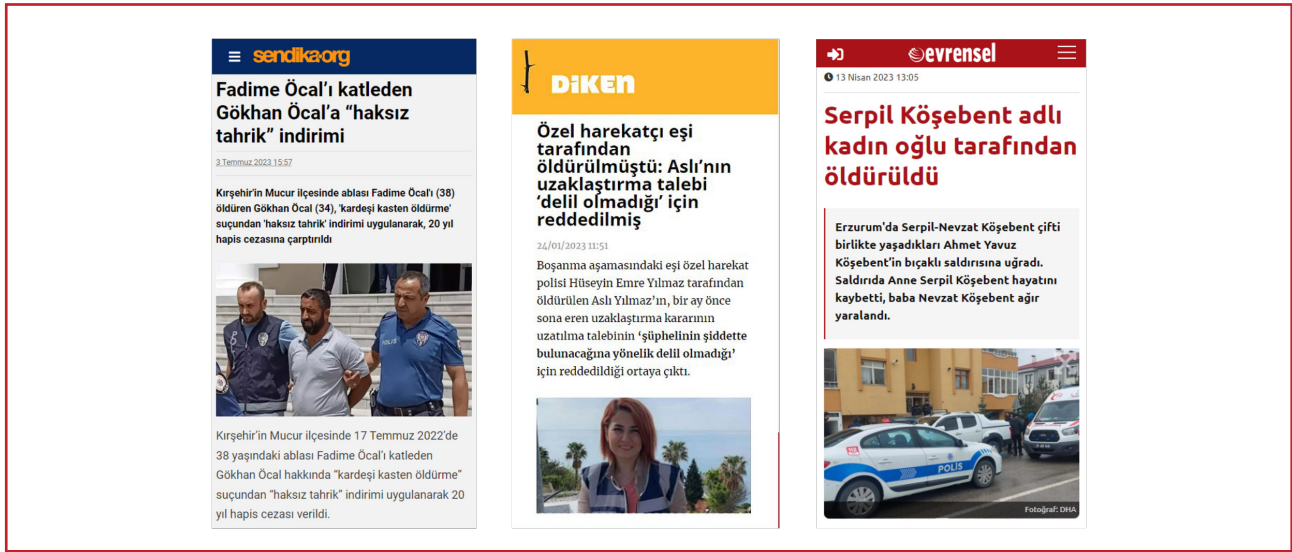 sendika.org
Fadime Öcal’ı katleden
Gökhan Öcal’a “haksız
tahrik” indirimi
3 Temmuz 2023 15:57
Kırşehir'in Mucur ilçesinde ablası Fadime Öcal'ı (38)
öldüren Gökhan Öcal (34), 'kardeşi kasten öldürme'
suçundan 'haksız tahrik' indirimi uygulanarak, 20 yıl
hapis cezasına çarptırıldı
POLIS
Kırşehir’in Mucur ilçesinde 17 Temmuz 2022’de
38 yaşındaki ablası Fadime Öcal’ı katleden
Gökhan Öcal hakkında “kardeşi kasten öldürme”
suçundan “haksız tahrik” indirimi uygulanarak 20
yıl hapis cezası verildi.
DiKEN
Özel harekatçı eşi
tarafından
öldürülmüştü: Aslı’nın
uzaklaştırma talebi
‘delil olmadığı’ için
reddedilmiş
24/01/2023 11:51
Boşanma aşamasındaki eşi özel harekat
polisi Hüseyin Emre Yılmaz tarafından
öldürülen Aslı Yılmaz’ın, bir ay önce
sona eren uzaklaştırma kararının
uzatılma talebinin ‘şüphelinin şiddette
bulunacağına yönelik delil olmadığı’
için reddedildiği ortaya çıktı.
evrensel
13 Nisan 2023 13:05
Serpil Köşebent adlı
kadın oğlu tarafından
öldürüldü
Erzurum'da Serpil-Nevzat Köşebent çifti
birlikte yaşadıkları Ahmet Yavuz
Köşebent’in bıçaklı saldırısına uğradı.
Saldırıda Anne Serpil Köşebent hayatını
kaybetti, baba Nevzat Köşebent ağır
yaralandı.
POLİS
Fotoğraf: DHA